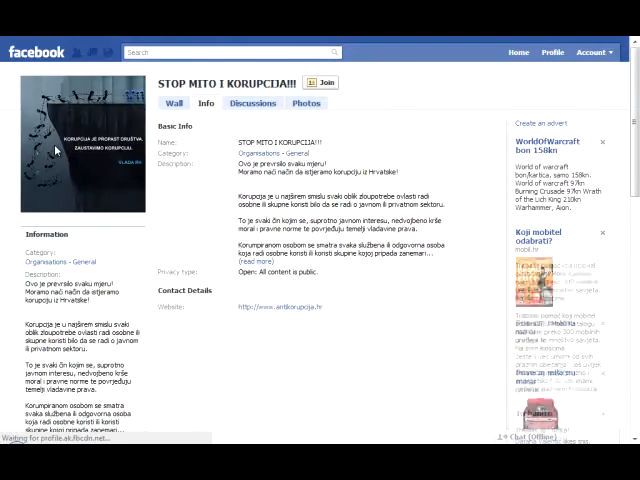 facebook
Search
Home
Profile
Account
STOP MITO I KORUPCIJA!!!
Join
Wall
Info
Discussions
Photos
KORUPCIJA JE PROPAST DRUŠTVA.
ZAUSTAVIMO KORUPCIJU.
VLADA RH
Information
Category:
Organisations - General
Description:
Ovo je prevršilo svaku mjeru!
Moramo naći način da istjeramo
korupciju iz Hrvatske!
Korupcija je u najširem smislu svaki
oblik zlouporabe ovlasti radi osobne ili
skupne koristi bilo da se radi o javnom
ili privatnom sektoru.
To je svaki čin kojim se, suprotno
javnom interesu, nedvojbeno krše
moral i pravne norme te povrjeđuju
temelji vladavine prava.
Korumpiranom osobom se smatra
svaka službena ili odgovorna osoba
koja radi osobne koristi ili koristi
skupine kojoj pripada zanemari...
Basic Info
Name:
STOP MITO I KORUPCIJA!!!
Category:
Organisations - General
Description:
Ovo je prevršilo svaku mjeru!
Moramo naći način da istjeramo korupciju iz Hrvatske!
Korupcija je u najširem smislu svaki oblik zlouporabe ovlasti radi
osobne ili skupne koristi bilo da se radi o javnom ili privatnom sektoru.
To je svaki čin kojim se, suprotno javnom interesu, nedvojbeno krše
moral i pravne norme te povrjeđuju temelji vladavine prava.
Korumpiranom osobom se smatra svaka službena ili odgovorna osoba
koja radi osobne koristi ili koristi skupine kojoj pripada zanemari...
(read more)
Privacy type:
Open: All content is public.
Contact Details
Website:
http://www.antikorupcija.hr
Create an advert
WorldOfWarcraft
bon 158kn
World of warcraft
bon/kartica, samo 158kn.
World of warcraft 97kn
Burning Crusade 97kn Wrath
of the Lich King 210kn
Warhammer, Aion.
Koji mobitel
odabrati?
mobil.hr
Chat (Offline)
Waiting for profile.ak.fbcdn.net...